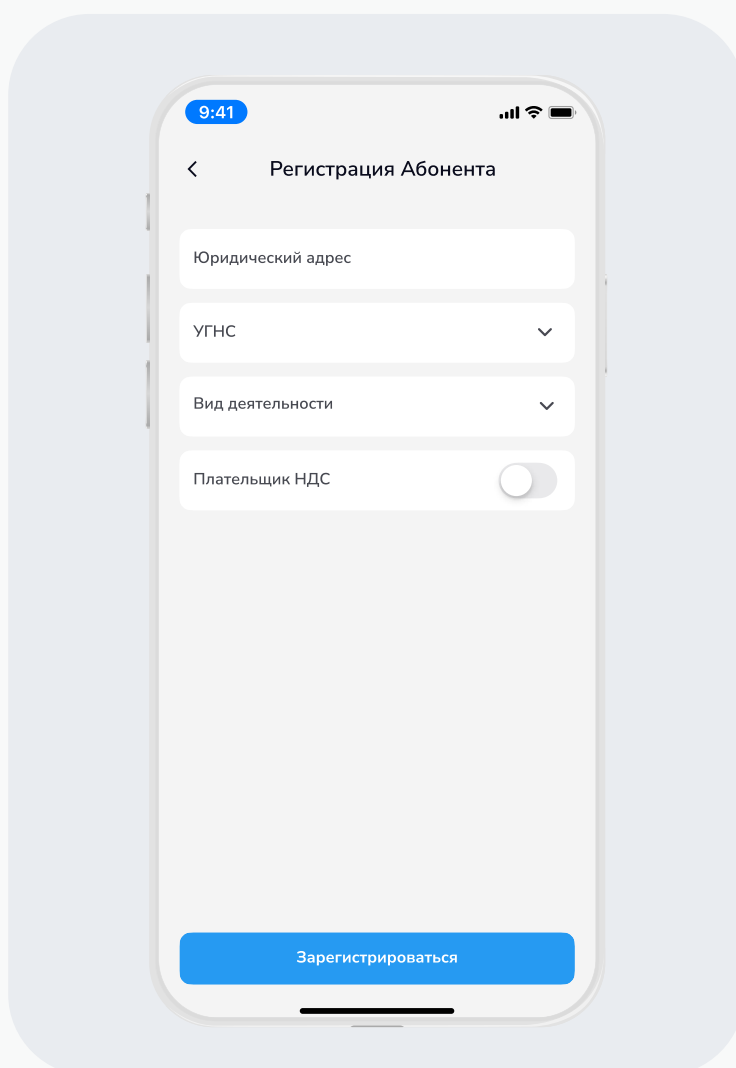 9:41
Регистрация Абонента
Юридический адрес
УГНС
Вид деятельности
Плательщик НДС
Зарегистрироваться